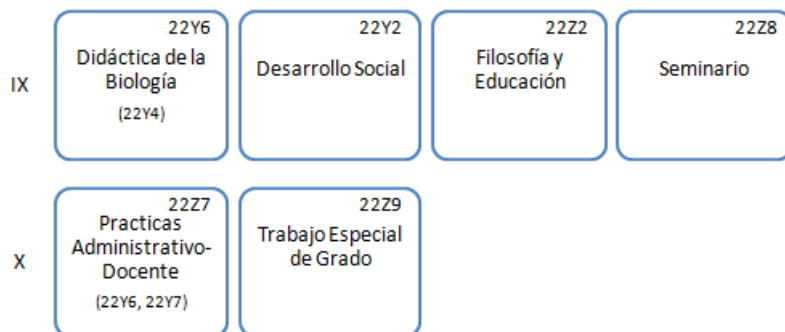 IX
22Y6
Didáctica de la
Biología
(22Y4)
22Y2
Desarrollo Social
22Z2
Filosofía y
Educación
22Z8
Seminario
X
22Z7
Practicas
Administrativo-
Docente
(22Y6, 22Y7)
22Z9
Trabajo Especial
de Grado